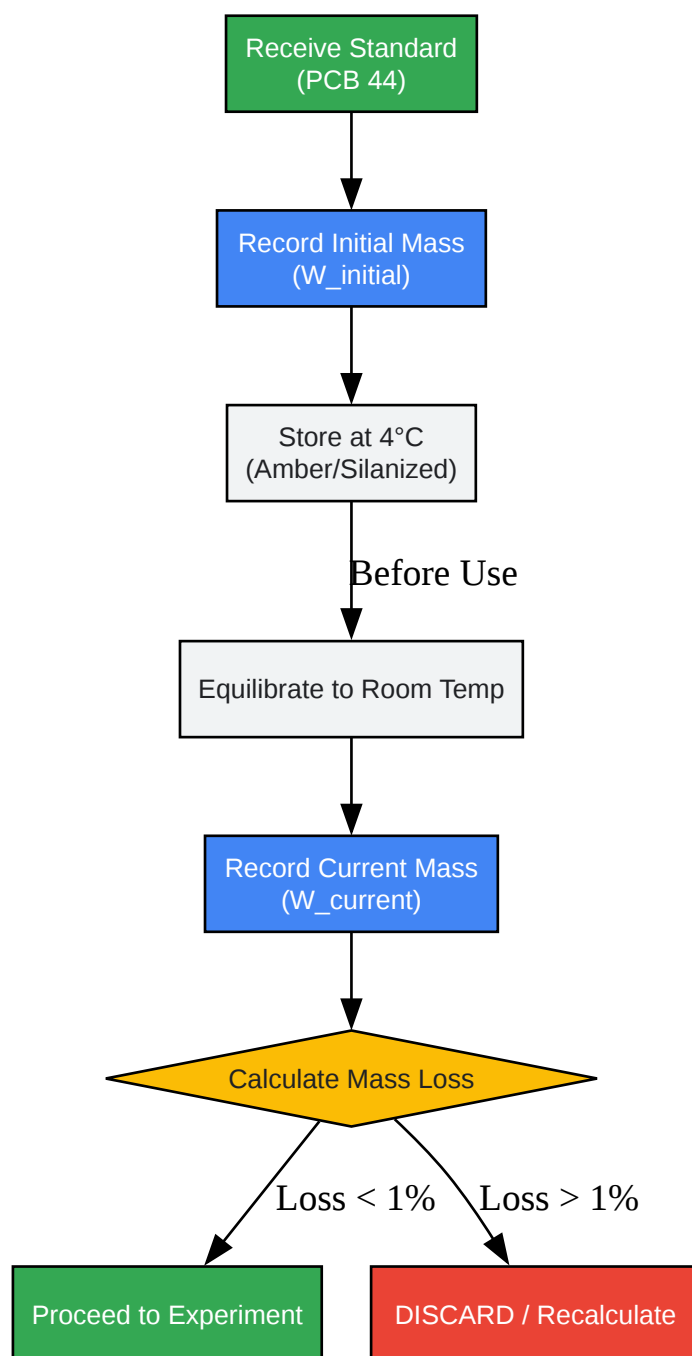 Receive Standard
(PCB 44)
Record Initial Mass
(W_initial)
Store at 4°C
(Amber/Silanized)
Before Use
Equilibrate to Room Temp
Record Current Mass
(W_current)
Calculate Mass Loss
Loss < 1%
Loss > 1%
Proceed to Experiment
DISCARD / Recalculate